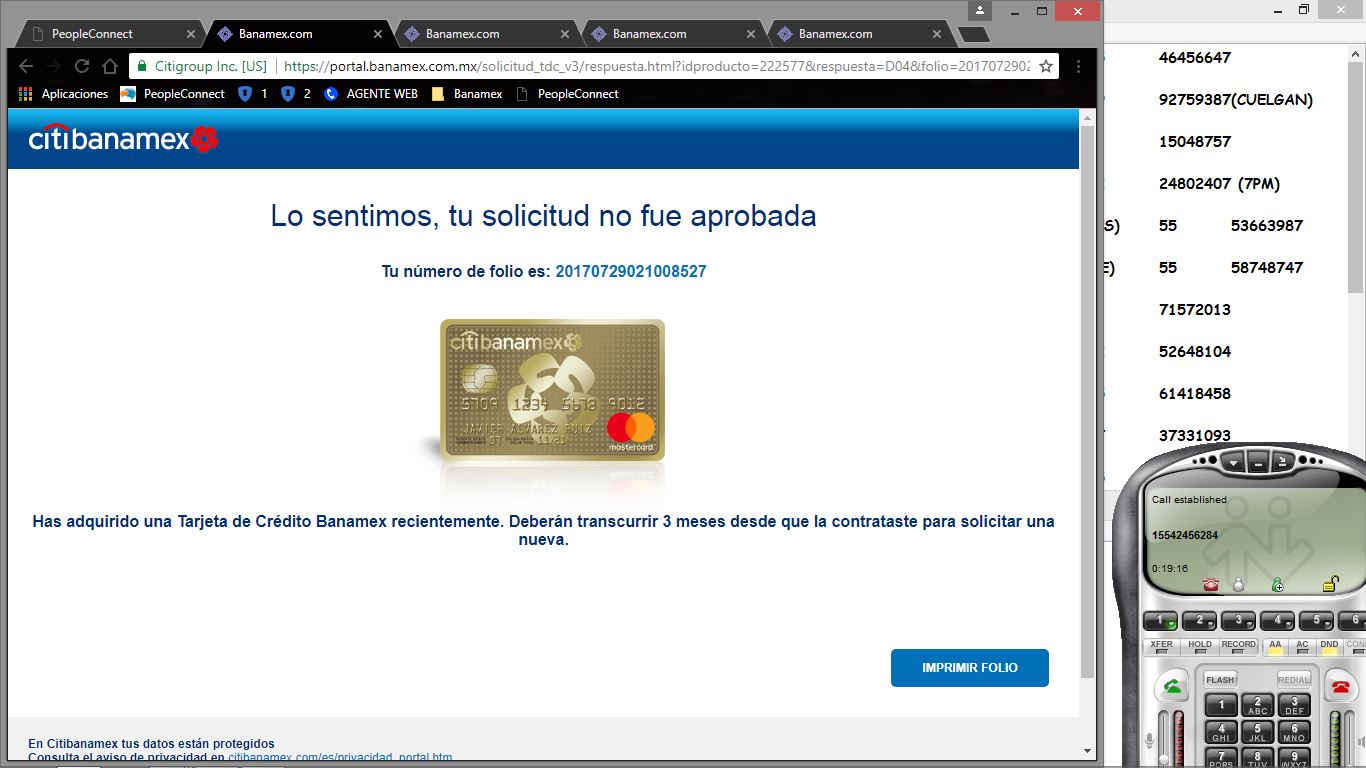 PeopleConnect
Banamex.com
Banamex.com
Banamex.com
Banamex.com
Citigroup Inc. [US]
https://portal.banamex.com.mx/solicitud_tdc_v3/respuesta.html?idproducto=222577&respuesta=D04&folio=2017072902
Aplicaciones
PeopleConnect
1
2
AGENTE WEB
Banamex
PeopleConnect
citibanamex
Lo sentimos, tu solicitud no fue aprobada
Tu número de folio es: 20170729021008527
citibanamex
5709 1234 5678 9012
JAVIER ALVAREZ RUIZ
07 11/21
mastercard
Has adquirido una Tarjeta de Crédito Banamex recientemente. Deberán transcurrir 3 meses desde que la contrataste para solicitar una
nueva.
IMPRIMIR FOLIO
En Citibanamex tus datos están protegidos
Consulta el aviso de privacidad en citibanamex.com/es/privacidad_portal.htm
46456647
92759387(CUELGAN)
15048757
24802407 (7PM)
S) 55 53663987
E) 55 58748747
71572013
52648104
61418458
37331093
Call established
15542456284
0:19:16
1 2 3 4 5 6
XFER HOLD RECORD AA AC DND CON
FLASH REDIAL
1 2 ABC 3 DEF
4 GHI 5 JKL 6 MNO
7 PQRS 8 TUV 9 WXYZ